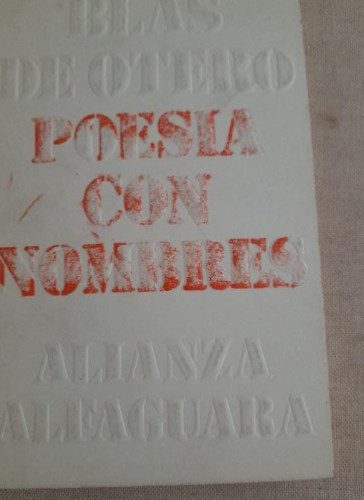 BLAS
DE OTERO
POESIA
CON
NOMBRES
ALIANZA
ALFAGUARA